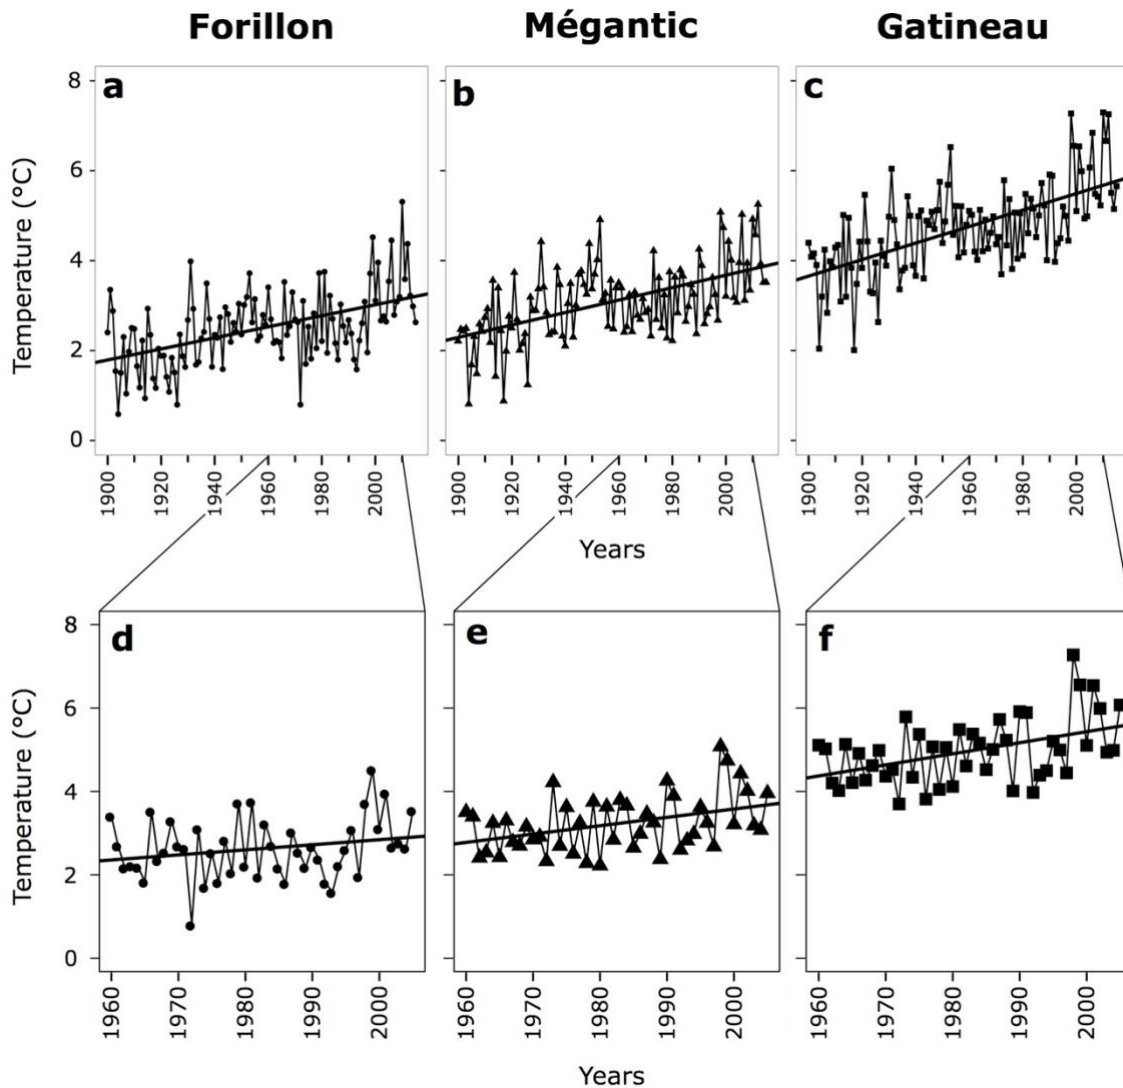 Forillon Mégantic Gatineau
a b c
Temperature (°C)
8
6
4
2
0
1900 1920 1940 1960 1980 2000 1900 1920 1940 1960 1980 2000 1900 1920 1940 1960 1980 2000
Years
d e f
Temperature (°C)
8
6
4
2
0
1960 1970 1980 1990 2000 1960 1970 1980 1990 2000 1960 1970 1980 1990 2000
Years